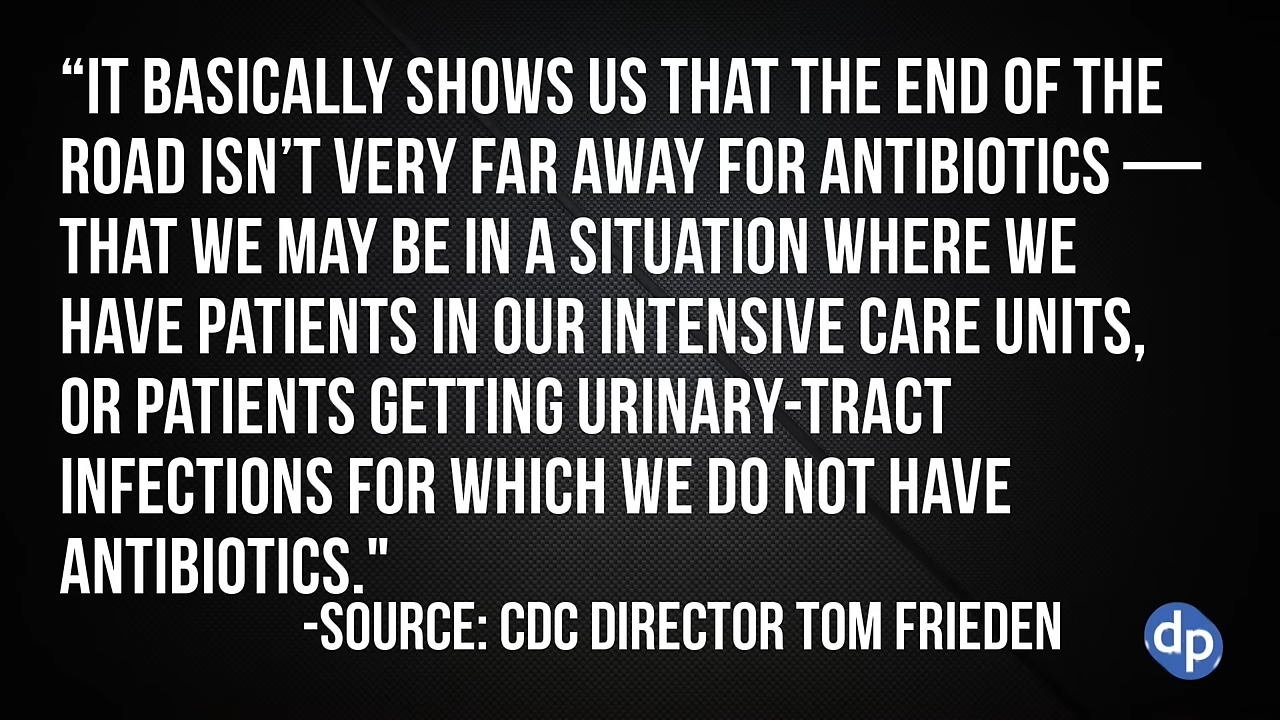 “IT BASICALLY SHOWS US THAT THE END OF THE
ROAD ISN’T VERY FAR AWAY FOR ANTIBIOTICS —
THAT WE MAY BE IN A SITUATION WHERE WE
HAVE PATIENTS IN OUR INTENSIVE CARE UNITS,
OR PATIENTS GETTING URINARY-TRACT
INFECTIONS FOR WHICH WE DO NOT HAVE
ANTIBIOTICS."
-SOURCE: CDC DIRECTOR TOM FRIEDEN
dp